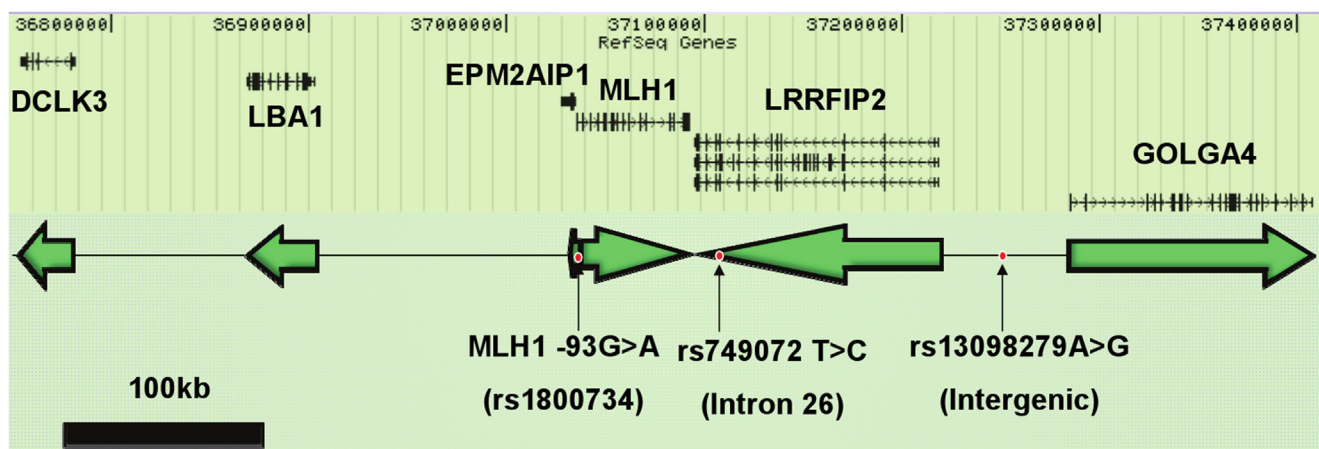 36800000| 36900000| 37000000| 37100000| 37200000| 37300000| 37400000|
RefSeq Genes
EPM2AIP1
MLH1
DCLK3
LBA1
LRRFIP2
GOLGA4
MLH1 -93G>A rs749072 T>C rs13098279A>G
(rs1800734) (Intron 26) (Intergenic)
100kb